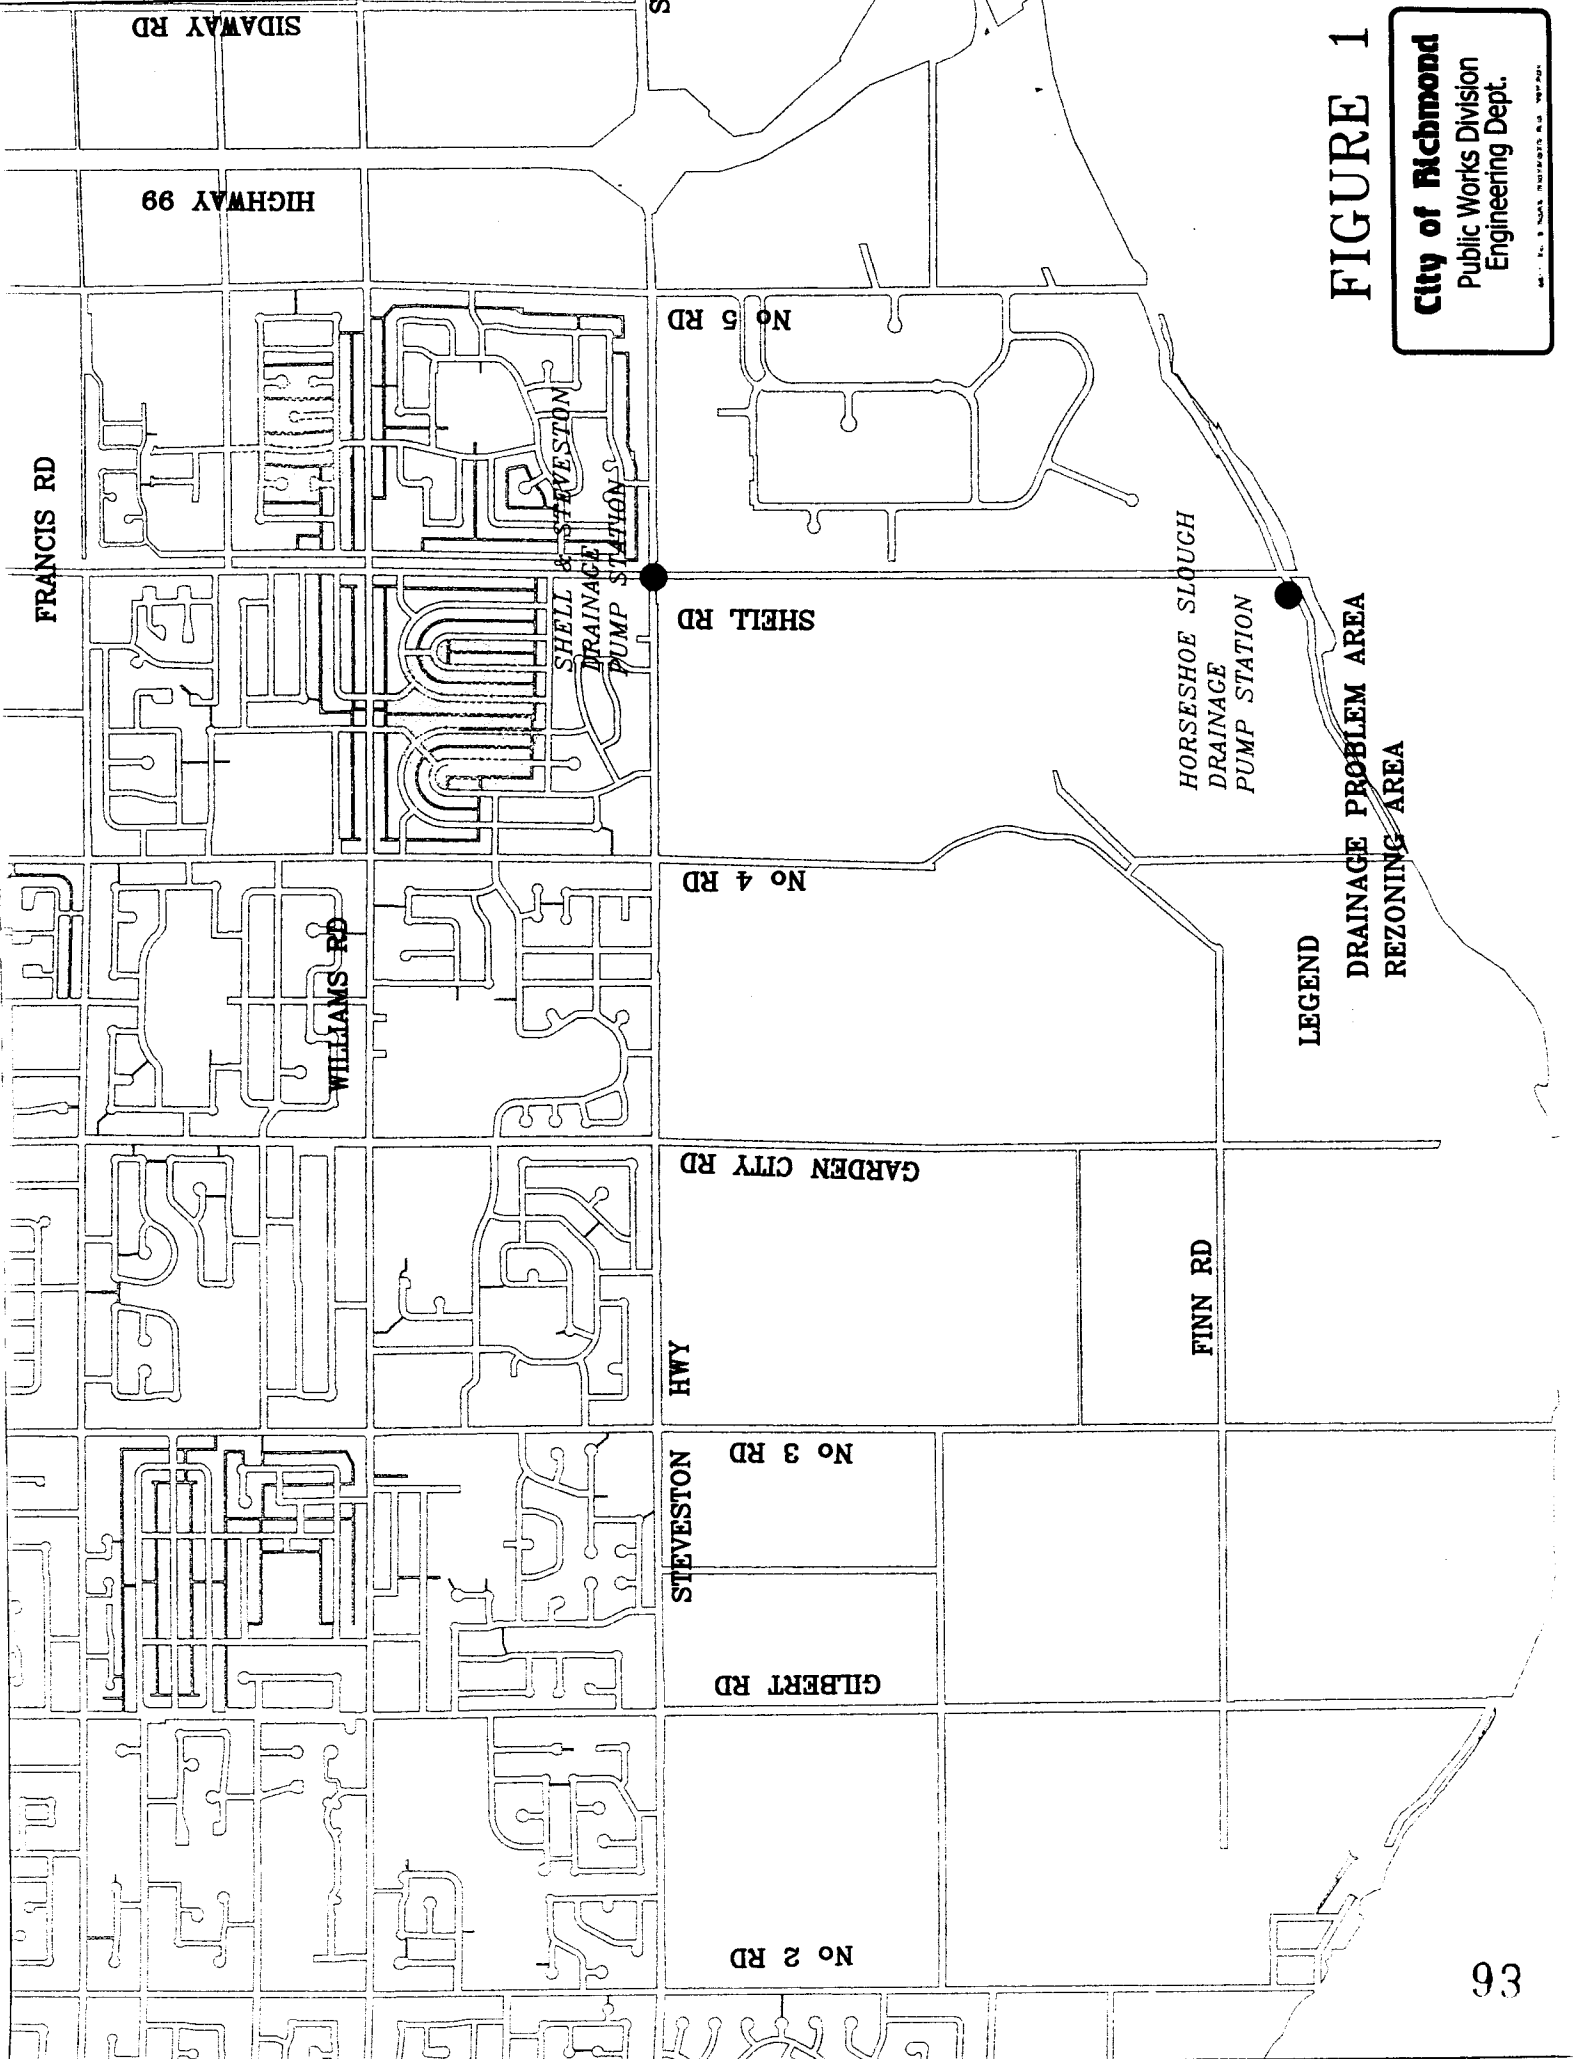 SIDAWAY RD
S
HIGHWAY 99
No 5 RD
FRANCIS RD
SHELL & STEVESTON
DRAINAGE
PUMP STATION
SHELL RD
HORSESHOE SLOUGH
DRAINAGE
PUMP STATION
No 4 RD
WILLIAMS RD
GARDEN CITY RD
FINN RD
STEVESTON HWY
No 3 RD
GILBERT RD
No 2 RD
LEGEND
DRAINAGE PROBLEM AREA
REZONING AREA
FIGURE 1
City of Richmond
Public Works Division
Engineering Dept.
93